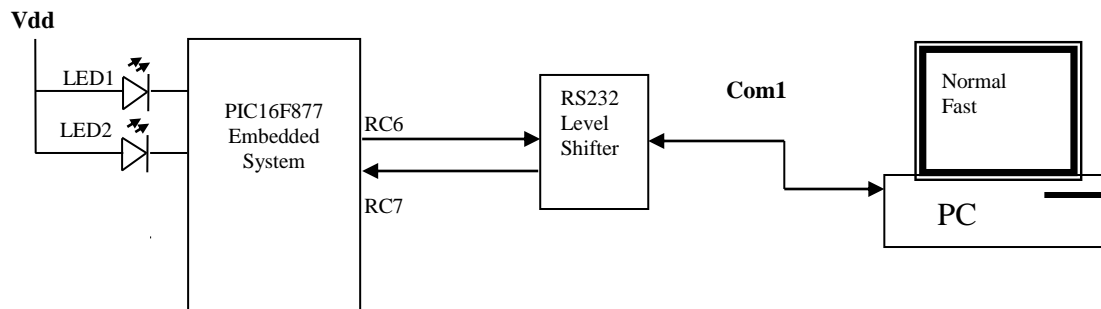 Vdd
LED1
LED2
PIC16F877
Embedded
System
RC6
RC7
RS232
Level
Shifter
Com1
Normal
Fast
PC